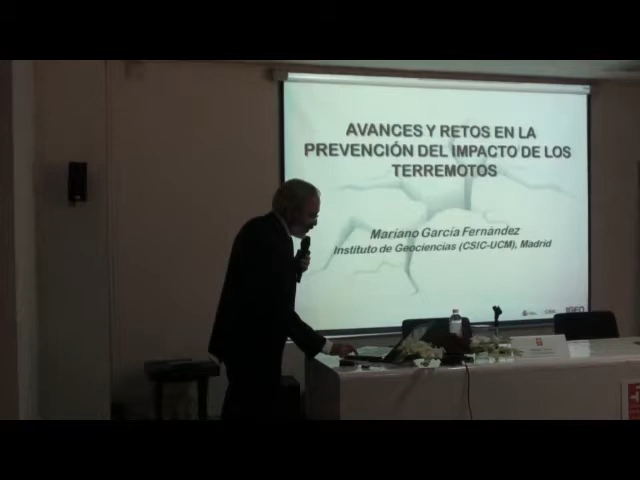 AVANCES Y RETOS EN LA
PREVENCIÓN DEL IMPACTO DE LOS
TERREMOTOS
Mariano García Fernández
Instituto de Geociencias (CSIC-UCM), Madrid
IGEO